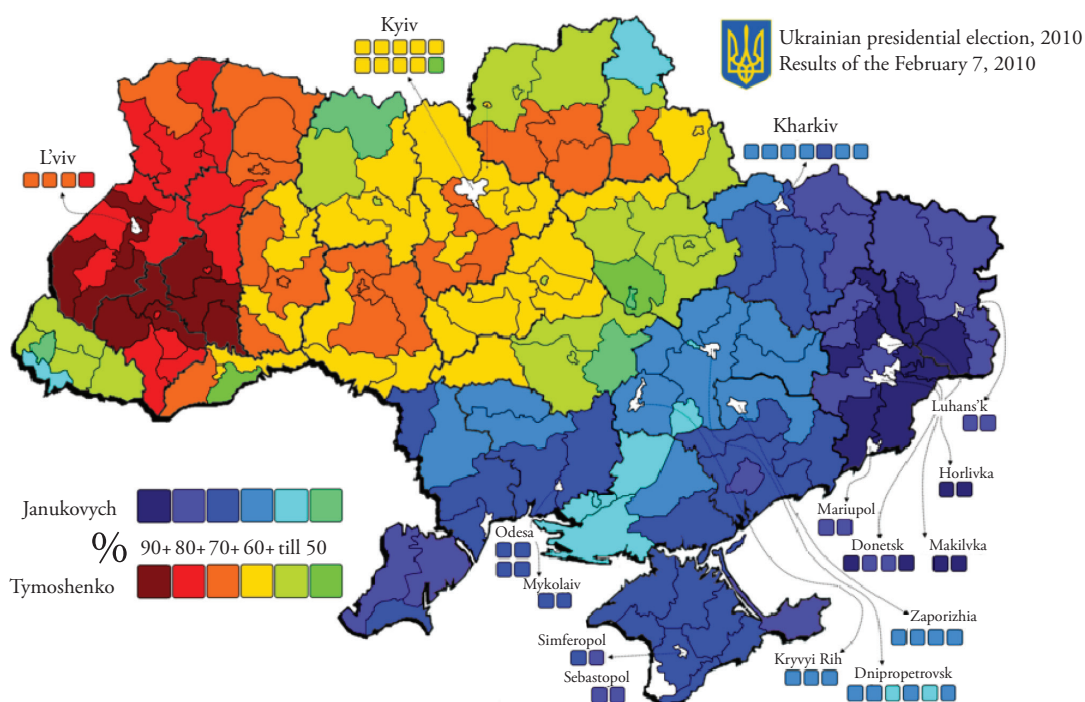 Kyiv
Ukrainian presidential election, 2010
Results of the February 7, 2010
L'viv
Kharkiv
Luhans'k
Horlivka
Mariupol
Donetsk
Makilvka
Odesa
Mykolaiv
Zaporizhia
Simferopol
Sebastopol
Kryvyi Rih
Dnipropetrovsk
Janukovych
% 90+ 80+ 70+ 60+ till 50
Tymoshenko